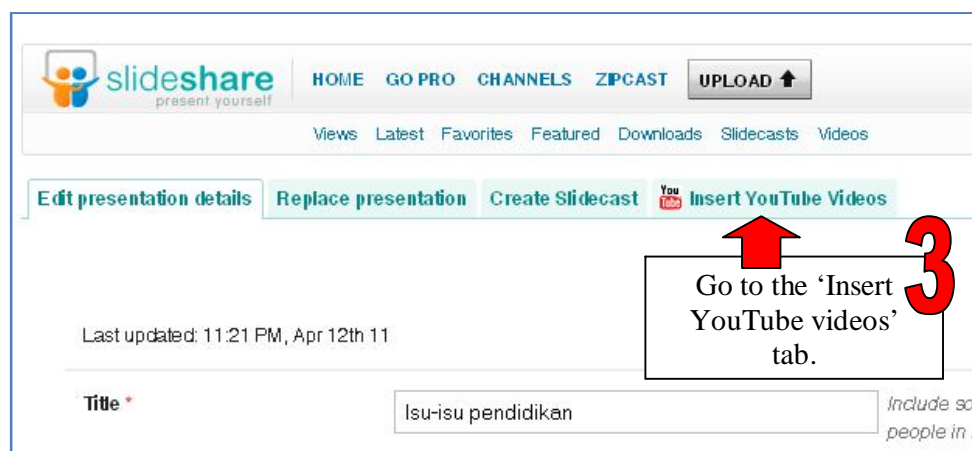 slideshare
present yourself
HOME GO PRO CHANNELS ZIPCAST UPLOAD
Views Latest Favorites Featured Downloads Slidecasts Videos
Edit presentation details Replace presentation Create Slidecast You Tube Insert YouTube Videos
3
Go to the ‘Insert
YouTube videos’
tab.
Last updated: 11:21 PM, Apr 12th 11
Title * Isu-isu pendidikan Include
people in